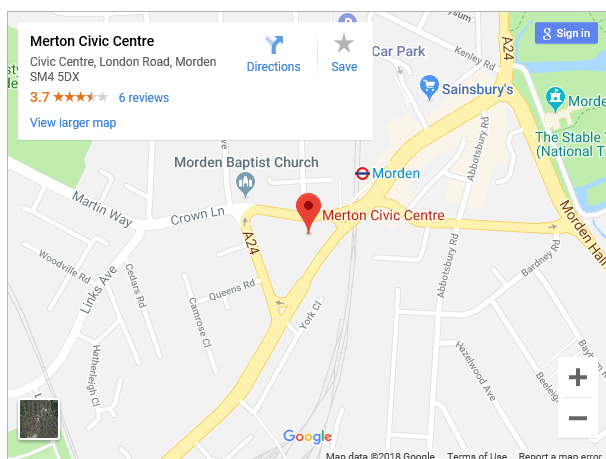 Merton Civic Centre
Civic Centre, London Road, Morden
SM4 5DX
3.7
6 reviews
View larger map
Directions
Save
Sign in
Car Park
Kenley Rd
A24
Sainsbury's
Morden
The Stable
(National T
Abbotsbury Rd
Morden Baptist Church
Morden
Martin Way
Crown Ln
Merton Civic Centre
A24
Morden Hall
Woodville Rd
Links Ave
Cedars Rd
Queens Rd
Camrose Cl
York Cl
Abbotsbury Rd
Bardney Rd
Hatherleigh Cl
Hazelwood Ave
Google
Map data ©2018 Google
Terms of Use
Report a map error